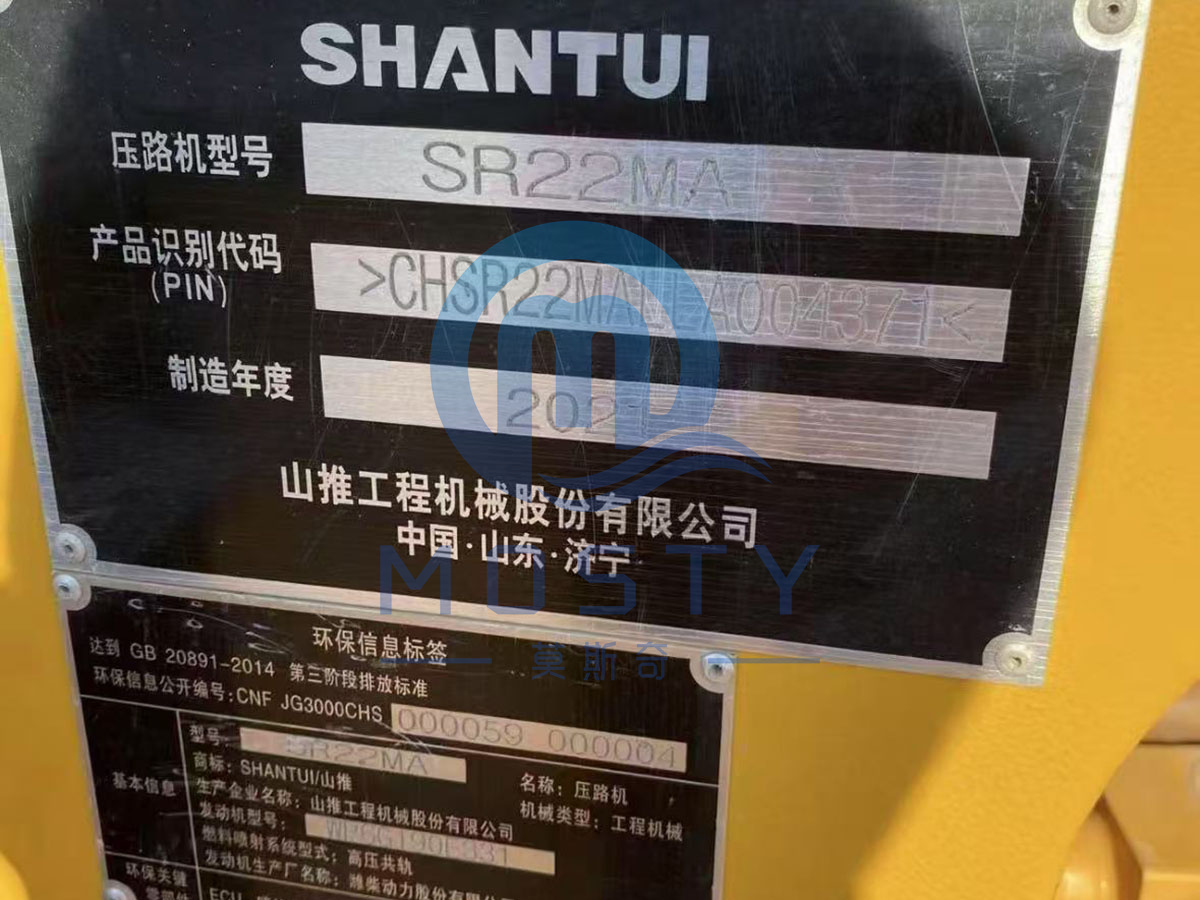 SHANTUI
压路机型号 SR22MA
产品识别代码 (PIN)
制造年度 2021
山推工程机械股份有限公司
中国·山东·济宁
MOSTY
莫斯奇
环保信息标签
达到 GB 20891-2014 第三阶段排放标准
环保信息公开编号:CNF JG3000CHS 000059 000004
型号: SR22MA
商标: SHANTUI/山推 名称: 压路机
基本信息
生产企业名称: 山推工程机械股份有限公司 机械类型: 工程机械
发动机型号:
燃料喷射系统型式: 高压共轨
发动机生产厂名称: 潍柴动力股份有限公司
环保关键
ECU